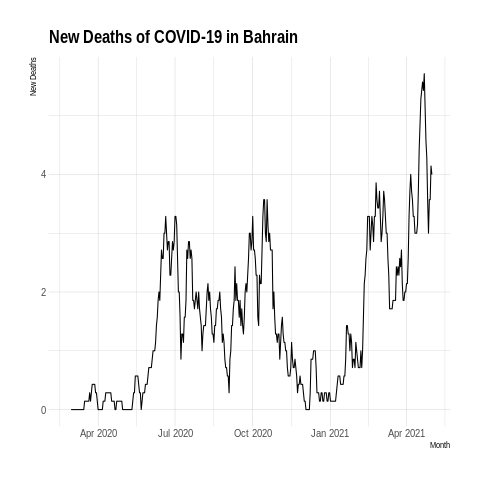 New Deaths of COVID-19 in Bahrain
New Deaths
4
2
0
Apr 2020 Jul 2020 Oct 2020 Jan 2021 Apr 2021
Month